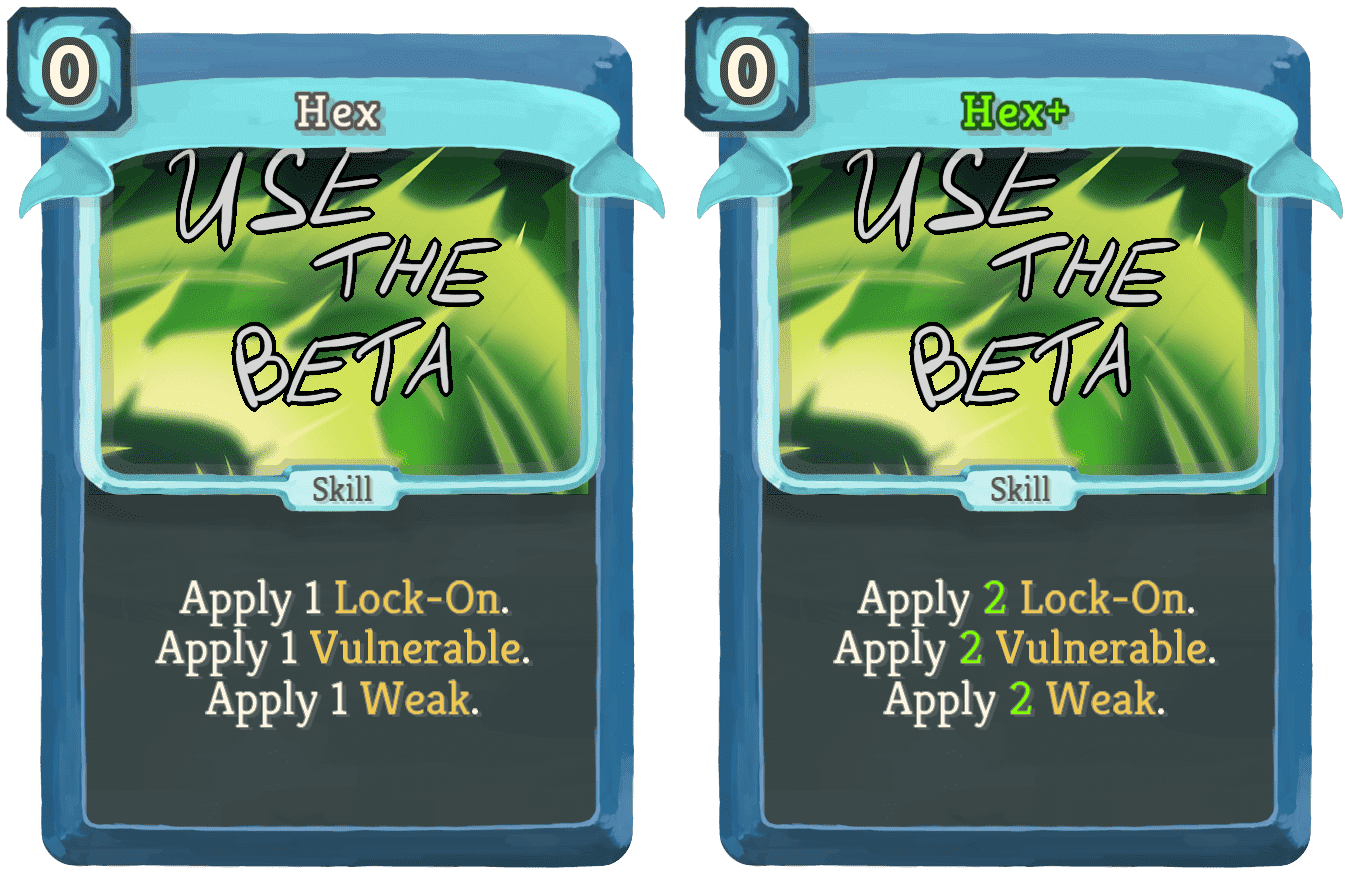 0
Hex
USE
THE
BETA
Skill
Apply 1 Lock-On.
Apply 1 Vulnerable.
Apply 1 Weak.
0
Hex+
USE
THE
BETA
Skill
Apply 2 Lock-On.
Apply 2 Vulnerable.
Apply 2 Weak.